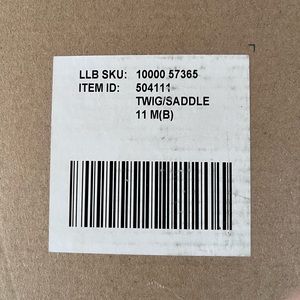 LLB SKU: 10000 57365
ITEM ID: 504111
TWIG/SADDLE
11 M(B)